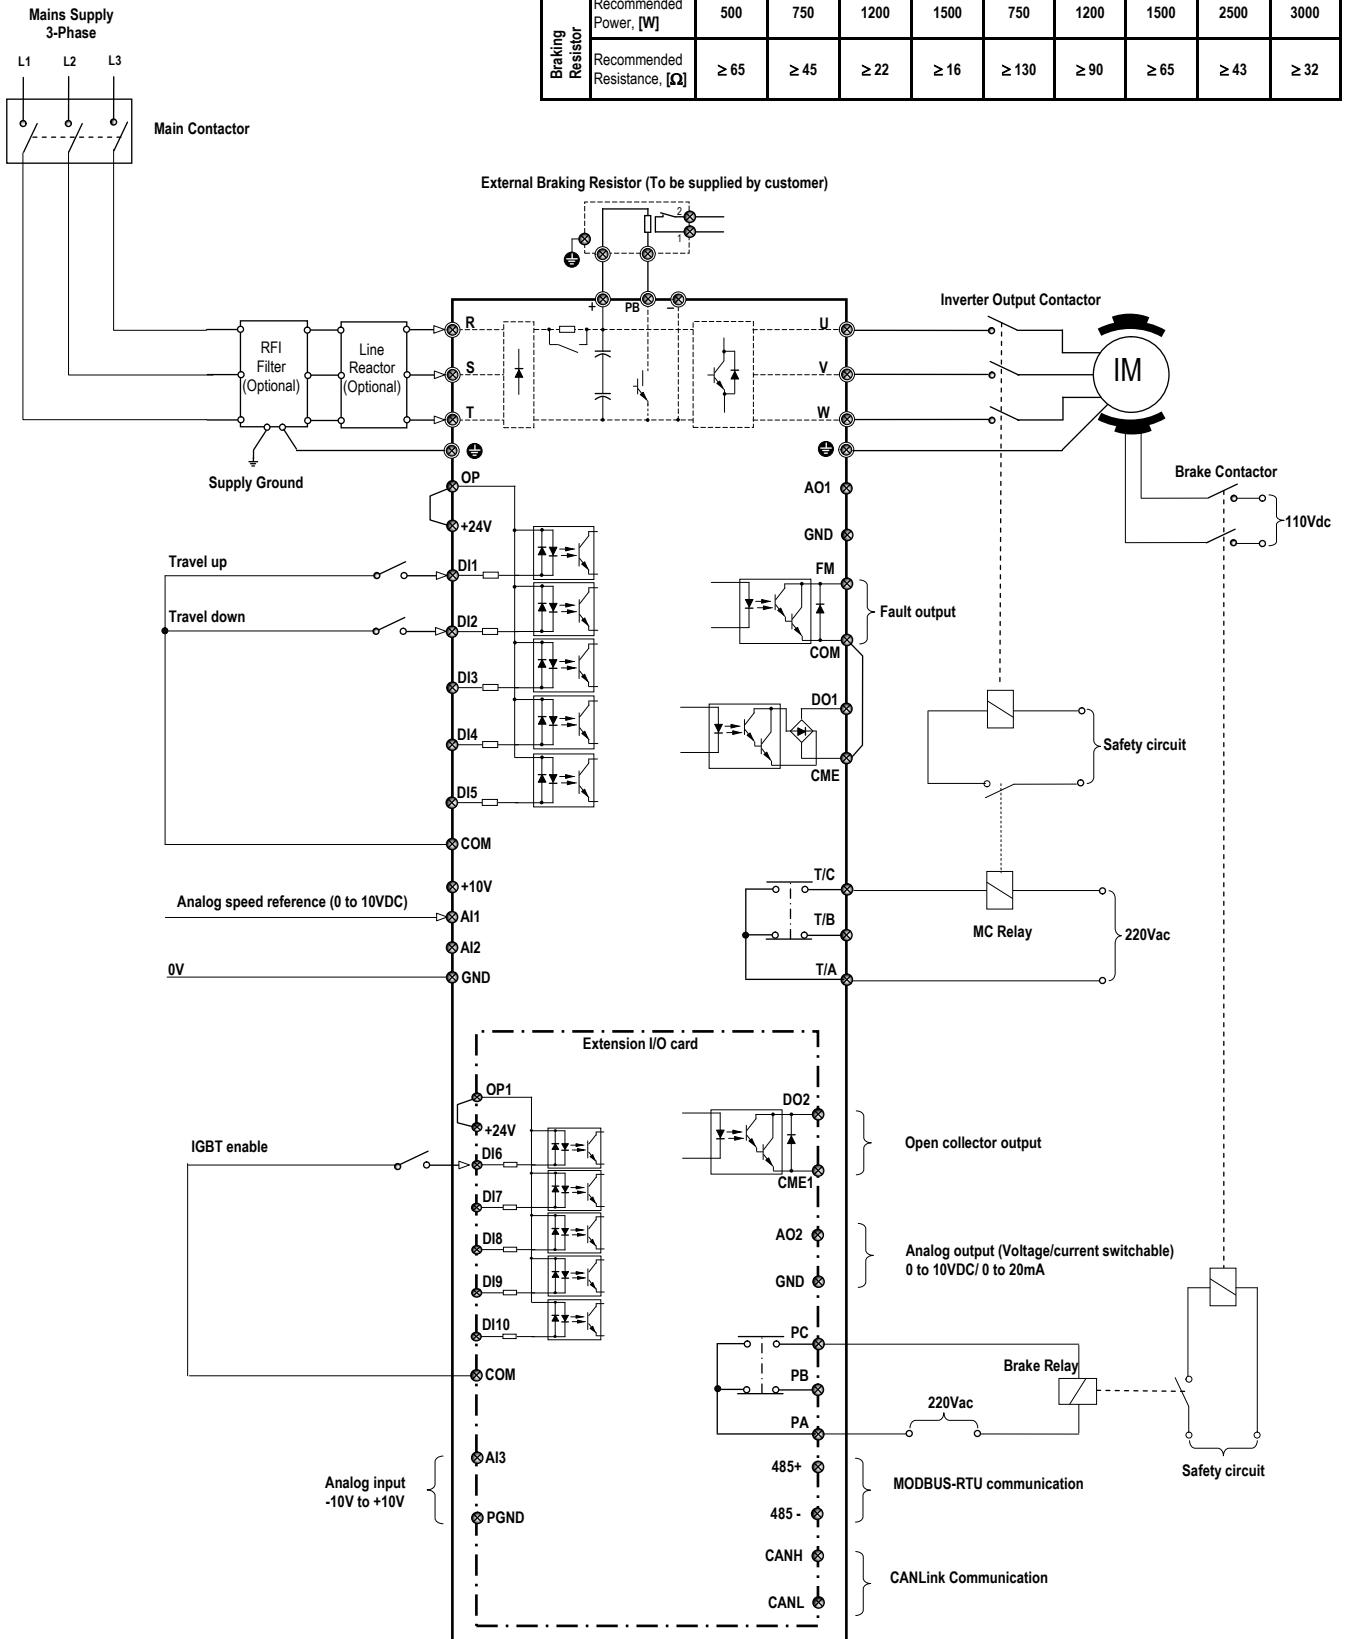 Mains Supply
3-Phase
L1 L2 L3
Main Contactor
Braking
Resistor
Recommended
Power, [W] 500 750 1200 1500 750 1200 1500 2500 3000
Recommended
Resistance, [Ω] ≥ 65 ≥ 45 ≥ 22 ≥ 16 ≥ 130 ≥ 90 ≥ 65 ≥ 43 ≥ 32
External Braking Resistor (To be supplied by customer)
2
1
+ PB –
Inverter Output Contactor
RFI
Filter
(Optional)
Line
Reactor
(Optional)
R
S
T
U
V
W
IM
Supply Ground
Brake Contactor
110Vdc
OP
+24V
Travel up
DI1
Travel down
DI2
DI3
DI4
DI5
COM
+10V
Analog speed reference (0 to 10VDC)
AI1
AI2
0V
GND
AO1
GND
FM
Fault output
COM
DO1
CME
Safety circuit
T/C
T/B
T/A
MC Relay
220Vac
Extension I/O card
OP1
+24V
IGBT enable
DI6
DI7
DI8
DI9
DI10
COM
Analog input
-10V to +10V
AI3
PGND
DO2
Open collector output
CME1
AO2
Analog output (Voltage/current switchable)
0 to 10VDC/ 0 to 20mA
GND
PC
PB
PA
Brake Relay
220Vac
Safety circuit
485+
MODBUS-RTU communication
485 -
CANH
CANLink Communication
CANL